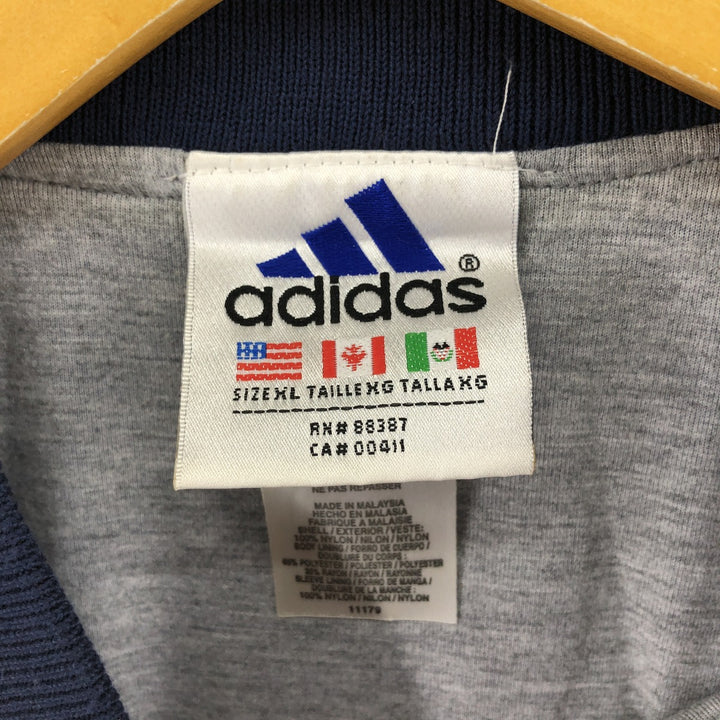 adidas®
SIZE XL TAILLE XG TALLA XG
RN# 88387
CA# 00411
NE PAS REPASSER
MADE IN MALAYSIA
HECHO EN MALASIA
FABRIQUE A MALAISIE
SHELL / EXTERIOR / VESTE:
100% NYLON / NILON / NYLON
BODY LINING / FORRO DE CUERPO /
DOUBLURE DU CORPS :
65% POLYESTER / POLIESTER / POLYESTER
35% RAYON / RAYON / RAYONNE
SLEEVE LINING / FORRO DE MANGA /
DOUBLURE DE LA MANCHE :
100% NYLON / NILON / NYLON
11179